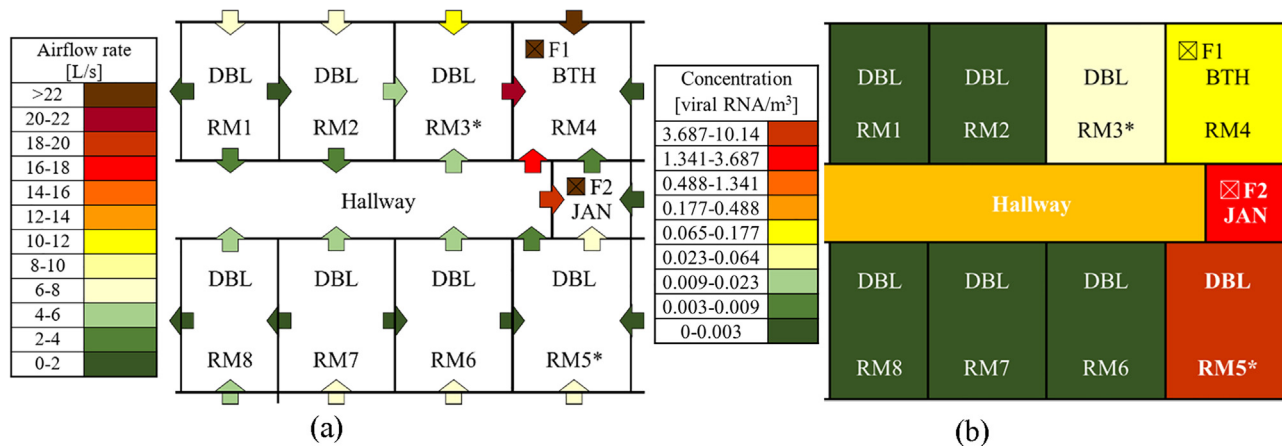 Airflow rate
[L/s]
>22
20-22
18-20
16-18
14-16
12-14
10-12
8-10
6-8
4-6
2-4
0-2
DBL
RM1
DBL
RM2
DBL
RM3*
F1
BTH
RM4
Hallway
F2
JAN
DBL
RM8
DBL
RM7
DBL
RM6
DBL
RM5*
(a)
Concentration
[viral RNA/m³]
3.687-10.14
1.341-3.687
0.488-1.341
0.177-0.488
0.065-0.177
0.023-0.064
0.009-0.023
0.003-0.009
0-0.003
DBL
RM1
DBL
RM2
DBL
RM3*
F1
BTH
RM4
Hallway
F2
JAN
DBL
RM8
DBL
RM7
DBL
RM6
DBL
RM5*
(b)